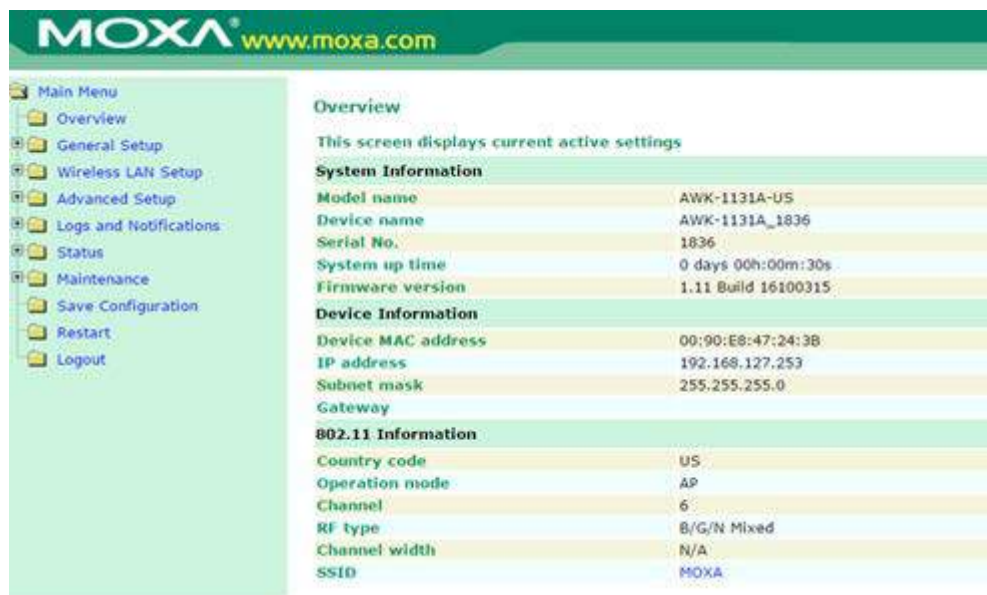 MOXA® www.moxa.com
Main Menu
Overview
General Setup
Wireless LAN Setup
Advanced Setup
Logs and Notifications
Status
Maintenance
Save Configuration
Restart
Logout
Overview
This screen displays current active settings
System Information
Model name AWK-1131A-US
Device name AWK-1131A_1836
Serial No. 1836
System up time 0 days 00h:00m:30s
Firmware version 1.11 Build 16100315
Device Information
Device MAC address 00:90:E8:47:24:3B
IP address 192.168.127.253
Subnet mask 255.255.255.0
Gateway
802.11 Information
Country code US
Operation mode AP
Channel 6
RF type B/G/N Mixed
Channel width N/A
SSID MOXA